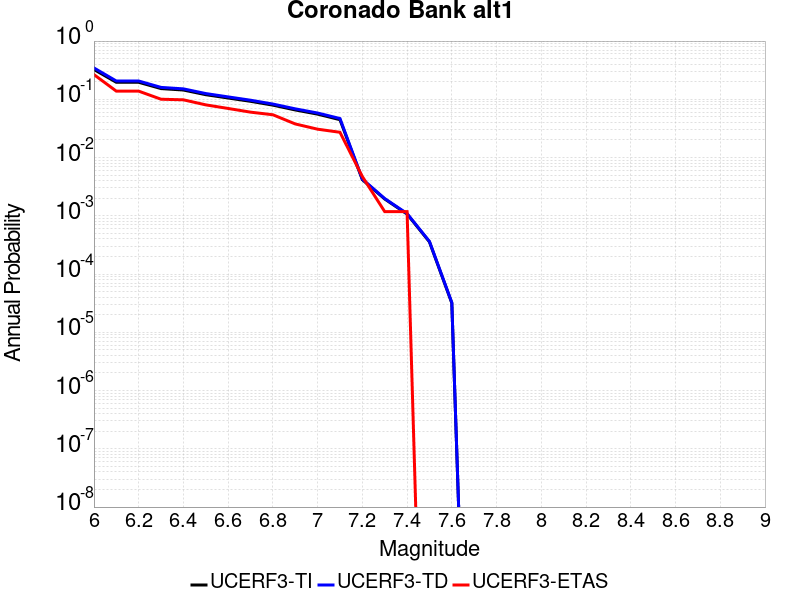 Coronado Bank alt1
10^0
10^-1
10^-2
10^-3
10^-4
10^-5
10^-6
10^-7
10^-8
Annual Probability
6 6.2 6.4 6.6 6.8 7 7.2 7.4 7.6 7.8 8 8.2 8.4 8.6 8.8 9
Magnitude
UCERF3-TI UCERF3-TD UCERF3-ETAS